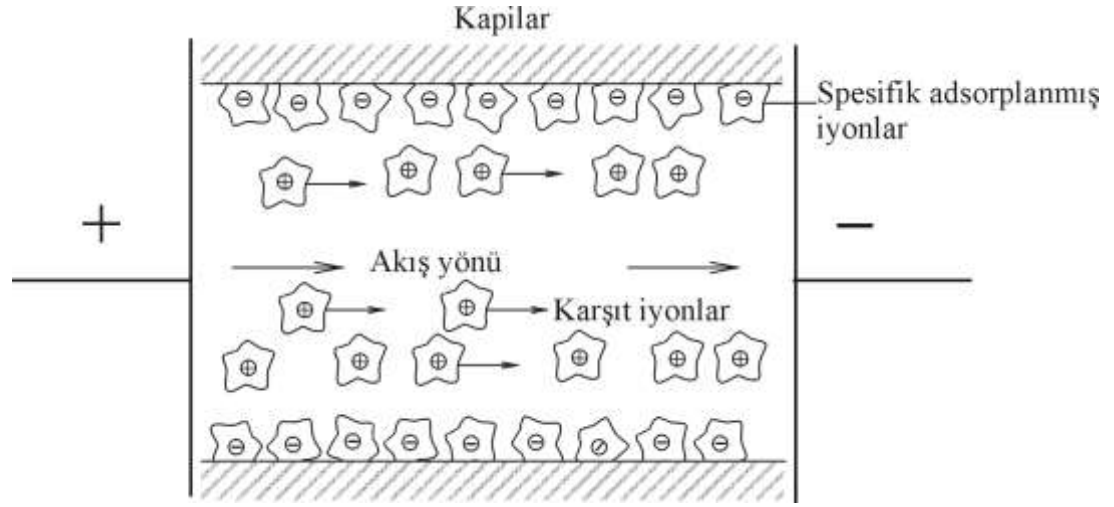 Kapilar
Spesifik adsorplanmış
iyonlar
+
−
Akış yönü
Karşıt iyonlar